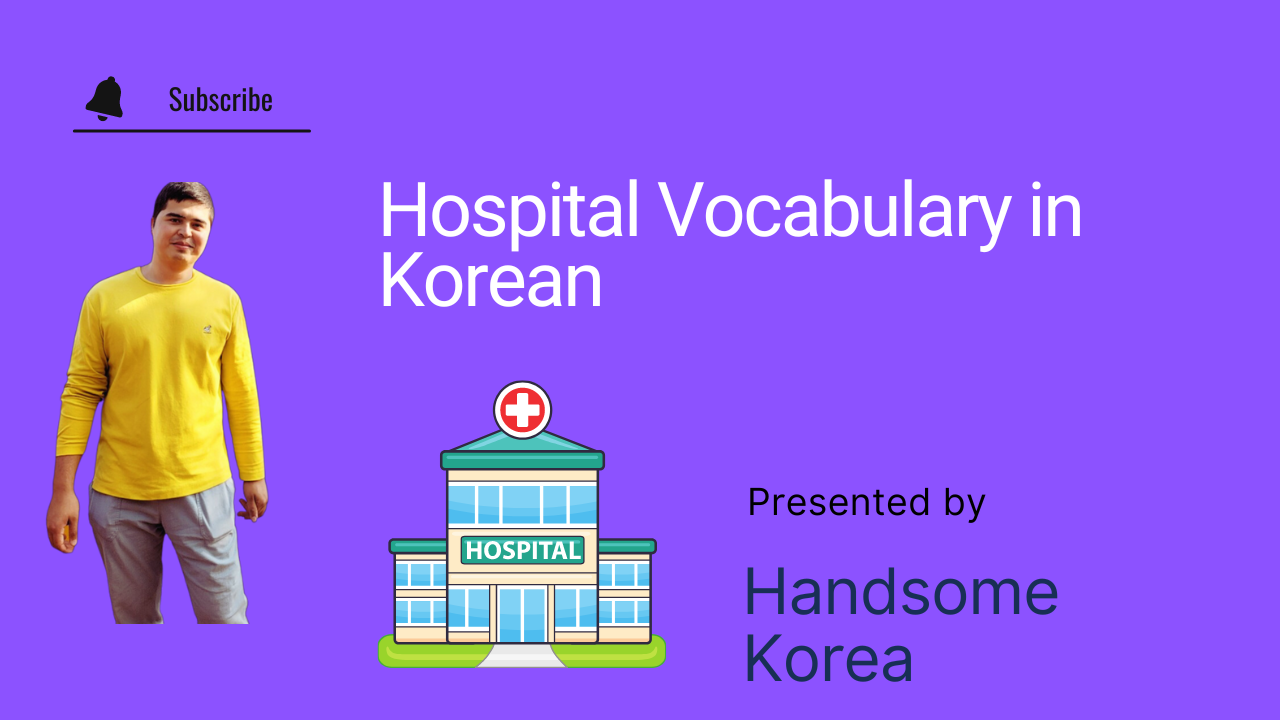 Subscribe
Hospital Vocabulary in
Korean
HOSPITAL
Presented by
Handsome
Korea